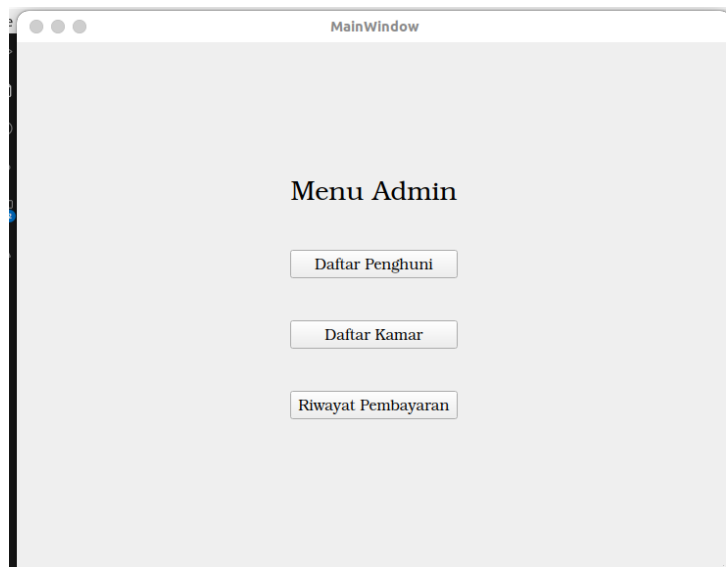 MainWindow
Menu Admin
Daftar Penghuni
Daftar Kamar
Riwayat Pembayaran